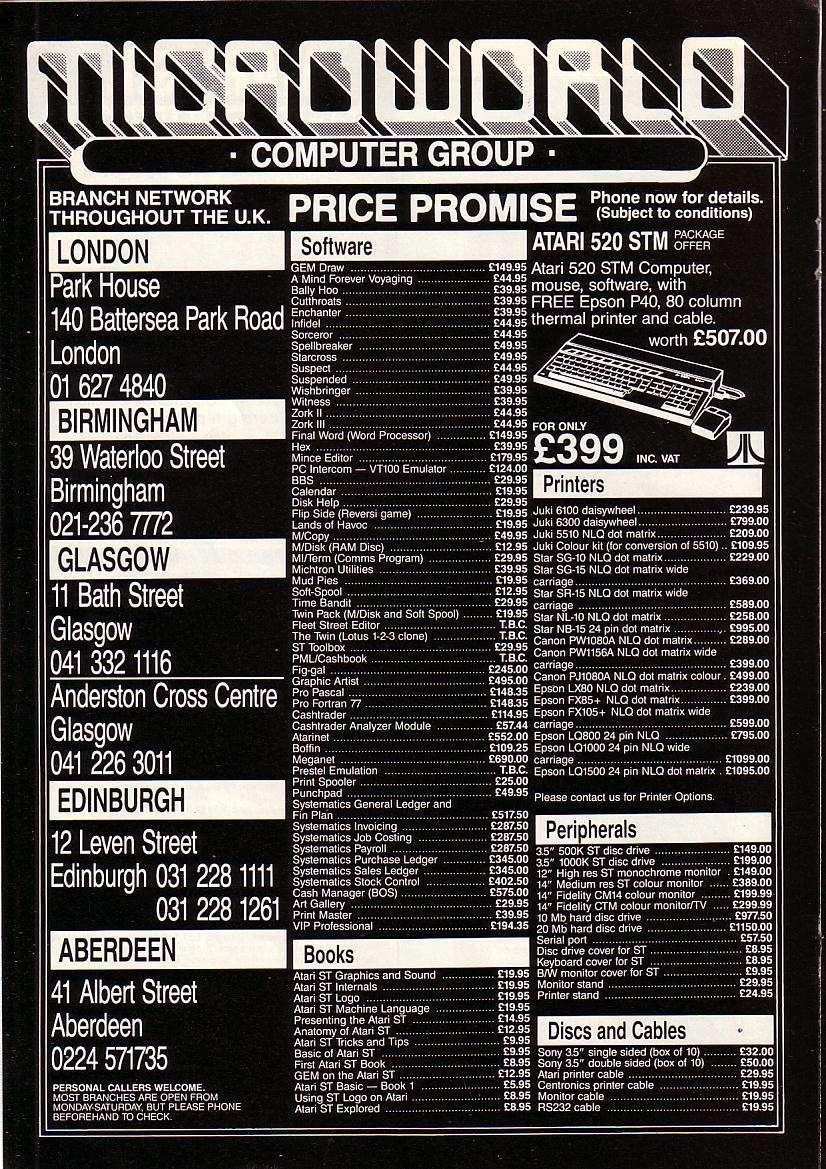 MICROWORLD
· COMPUTER GROUP ·
BRANCH NETWORK
THROUGHOUT THE U.K.
PRICE PROMISE
Phone now for details.
(Subject to conditions)
LONDON
Park House
140 Battersea Park Road
London
01 627 4840
BIRMINGHAM
39 Waterloo Street
Birmingham
021-236 7772
GLASGOW
11 Bath Street
Glasgow
041 332 1116
Anderston Cross Centre
Glasgow
041 226 3011
EDINBURGH
12 Leven Street
Edinburgh 031 228 1111
031 228 1261
ABERDEEN
41 Albert Street
Aberdeen
0224 571735
PERSONAL CALLERS WELCOME.
MOST BRANCHES ARE OPEN FROM
MONDAY-SATURDAY, BUT PLEASE PHONE
BEFOREHAND TO CHECK.
Software
GEM Draw £149.95
A Mind Forever Voyaging £44.95
Bally Hoo £39.95
Cutthroats £39.95
Enchanter £39.95
Infidel £44.95
Sorceror £44.95
Spellbreaker £49.95
Starcross £49.95
Suspect £44.95
Suspended £49.95
Wishbringer £39.95
Witness £39.95
Zork II £44.95
Zork III £44.95
Final Word (Word Processor) £149.95
Hex £39.95
Mince Editor £179.95
PC Intercom — VT100 Emulator £124.00
BBS £29.95
Calendar £19.95
Disk Help £29.95
Flip Side (Reversi game) £19.95
Lands of Havoc £19.95
M/Copy £49.95
M/Disk (RAM Disc) £12.95
MI/Term (Comms Program) £29.95
Michtron Utilities £39.95
Mud Pies £19.95
Soft-Spool £12.95
Time Bandit £29.95
Twin Pack (M/Disk and Soft Spool) £19.95
Fleet Street Editor T.B.C.
The Twin (Lotus 1-2-3 clone) T.B.C.
ST Toolbox £29.95
PML/Cashbook T.B.C.
Fig-gal £245.00
Graphic Artist £495.00
Pro Pascal £148.35
Pro Fortran 77 £148.35
Cashtrader £114.95
Cashtrader Analyzer Module £57.44
Atarinet £552.00
Boffin £109.25
Meganet £690.00
Prestel Emulation T.B.C.
Print Spooler £25.00
Punchpad £49.95
Systematics General Ledger and
Fin Plan £517.50
Systematics Invoicing £287.50
Systematics Job Costing £287.50
Systematics Payroll £287.50
Systematics Purchase Ledger £345.00
Systematics Sales Ledger £345.00
Systematics Stock Control £402.50
Cash Manager (BOS) £575.00
Art Gallery £29.95
Print Master £39.95
VIP Professional £194.35
Books
Atari ST Graphics and Sound £19.95
Atari ST Internals £19.95
Atari ST Logo £19.95
Atari ST Machine Language £19.95
Presenting the Atari ST £14.95
Anatomy of Atari ST £12.95
Atari ST Tricks and Tips £9.95
Basic of Atari ST £9.95
First Atari ST Book £8.95
GEM on the Atari ST £12.95
Atari ST Basic — Book 1 £5.95
Using ST Logo on Atari £8.95
Atari ST Explored £8.95
ATARI 520 STM PACKAGE
OFFER
Atari 520 STM Computer,
mouse, software, with
FREE Epson P40, 80 column
thermal printer and cable.
worth £507.00
FOR ONLY
£399 INC. VAT
Printers
Juki 6100 daisywheel £239.95
Juki 6300 daisywheel £799.00
Juki 5510 NLQ dot matrix £209.00
Juki Colour kit (for conversion of 5510) £109.95
Star SG-10 NLQ dot matrix £229.00
Star SG-15 NLQ dot matrix wide
carriage £369.00
Star SR-15 NLQ dot matrix wide
carriage £589.00
Star NL-10 NLQ dot matrix £258.00
Star NB-15 24 pin dot matrix £995.00
Canon PW1080A NLQ dot matrix £289.00
Canon PW1156A NLQ dot matrix wide
carriage £399.00
Canon PJ1080A NLQ dot matrix colour £499.00
Epson LX80 NLQ dot matrix £239.00
Epson FX85+ NLQ dot matrix £399.00
Epson FX105+ NLQ dot matrix wide
carriage £599.00
Epson LQ800 24 pin NLQ £795.00
Epson LQ1000 24 pin NLQ wide
carriage £1099.00
Epson LQ1500 24 pin NLQ dot matrix £1095.00
Please contact us for Printer Options.
Peripherals
3.5" 500K ST disc drive £149.00
3.5" 1000K ST disc drive £199.00
12" High res ST monochrome monitor £149.00
14" Medium res ST colour monitor £389.00
14" Fidelity CM14 colour monitor £199.99
14" Fidelity CTM colour monitor/TV £299.99
10 Mb hard disc drive £977.50
20 Mb hard disc drive £1150.00
Serial port £57.50
Disc drive cover for ST £8.95
Keyboard cover for ST £8.95
B/W monitor cover for ST £9.95
Monitor stand £29.95
Printer stand £24.95
Discs and Cables
Sony 3.5" single sided (box of 10) £32.00
Sony 3.5" double sided (box of 10) £50.00
Atari printer cable £29.95
Centronics printer cable £19.95
Monitor cable £19.95
RS232 cable £19.95